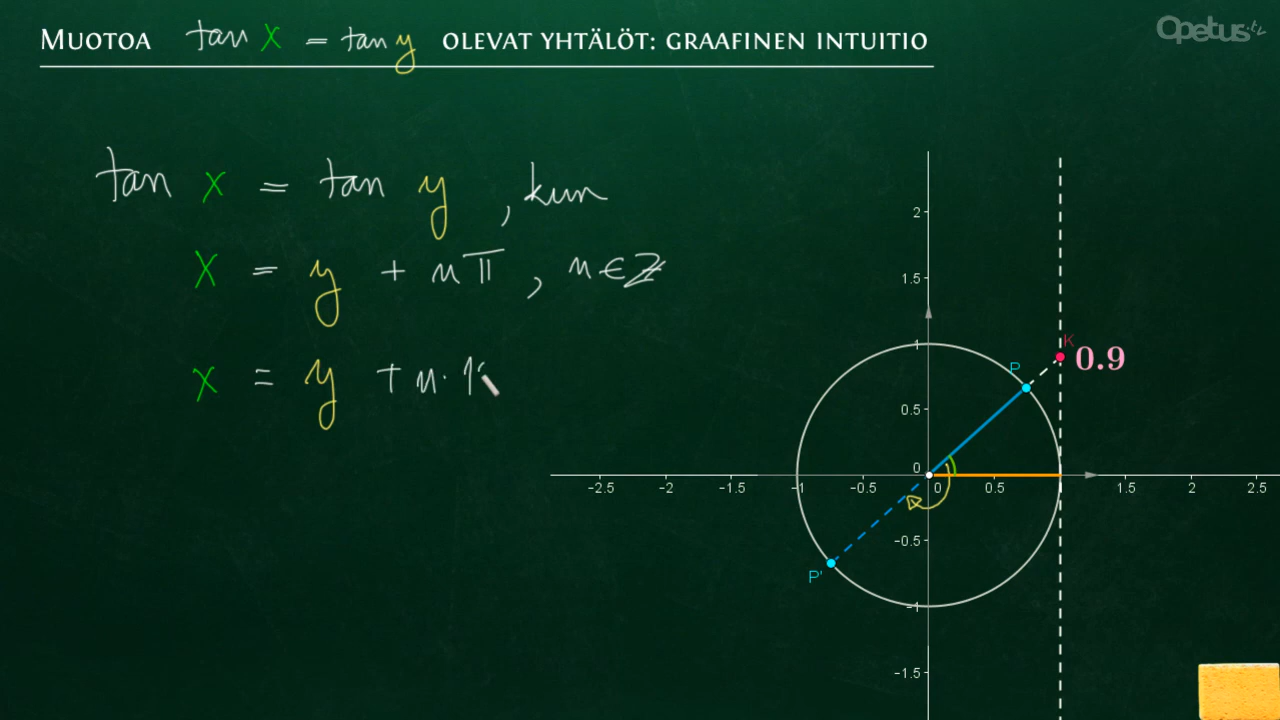 MUOTOA tan x = tan y OLEVAT YHTÄLÖT: GRAAFINEN INTUITIO
Opetus.tv
tan x = tan y , kun
x = y + nπ , n∈ℤ
x = y + n·
2
1.5
1
0.5
0
-0.5
-1
-1.5
-2.5
-2
-1.5
-1
-0.5
0
0.5
1.5
2
2.5
K
0.9
P
P'